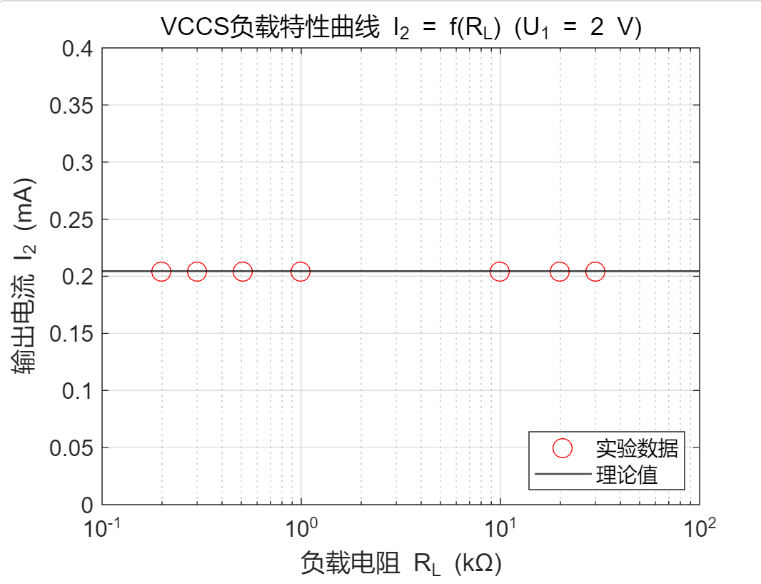 VCCS负载特性曲线 I₂ = f(R_L) (U₁ = 2 V)
0.4
0.35
0.3
0.25
0.2
0.15
0.1
0.05
0
输出电流 I₂ (mA)
实验数据
理论值
10⁻¹ 10⁰ 10¹ 10²
负载电阻 R_L (kΩ)